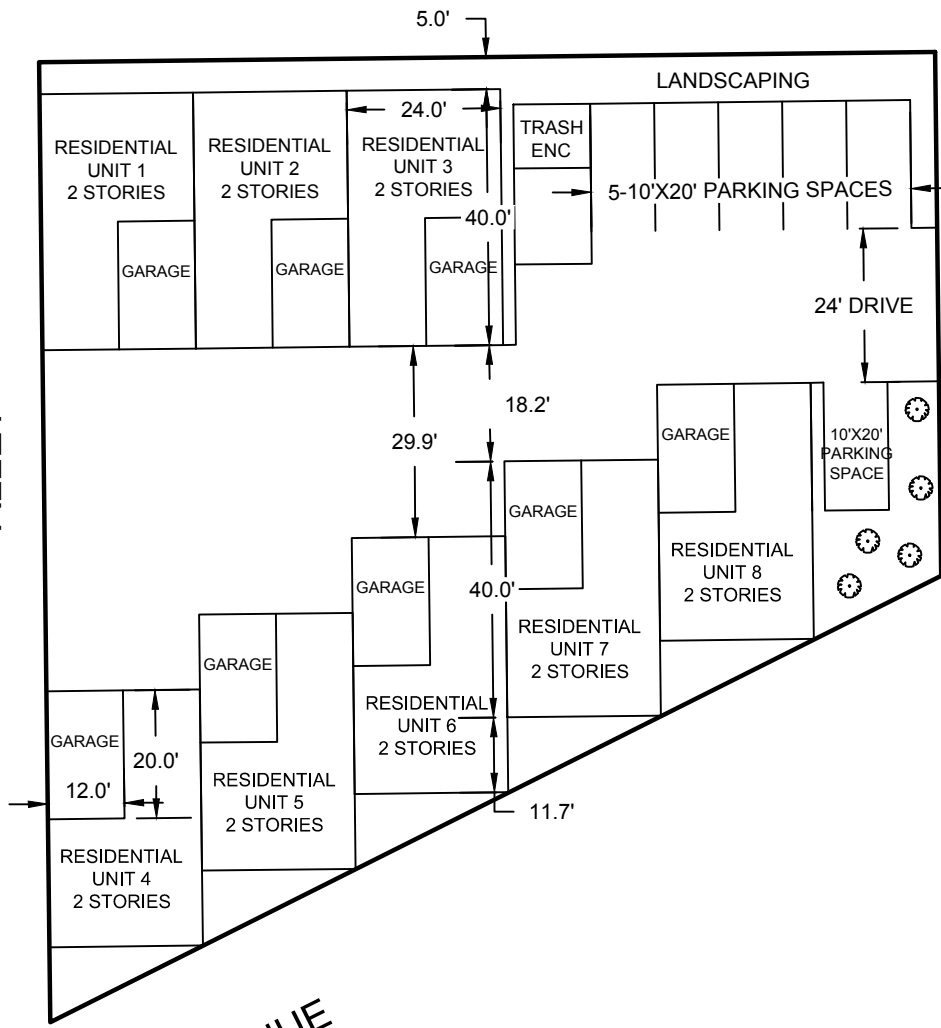 5.0'
LANDSCAPING
24.0'
RESIDENTIAL
UNIT 1
2 STORIES
RESIDENTIAL
UNIT 2
2 STORIES
RESIDENTIAL
UNIT 3
2 STORIES
TRASH
ENC
5-10'X20' PARKING SPACES
40.0'
GARAGE
GARAGE
GARAGE
24' DRIVE
18.2'
29.9'
GARAGE
10'X20'
PARKING
SPACE
GARAGE
RESIDENTIAL
UNIT 8
2 STORIES
GARAGE
40.0'
RESIDENTIAL
UNIT 7
2 STORIES
GARAGE
RESIDENTIAL
UNIT 6
2 STORIES
GARAGE
20.0'
12.0'
RESIDENTIAL
UNIT 5
2 STORIES
11.7'
RESIDENTIAL
UNIT 4
2 STORIES